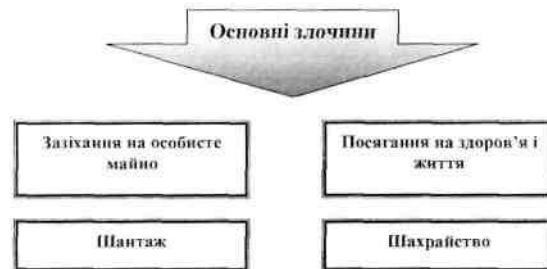 Основні злочини
Зазіхання на особисте
майно
Посягання на здоров'я і
життя
Шантаж
Шахрайство